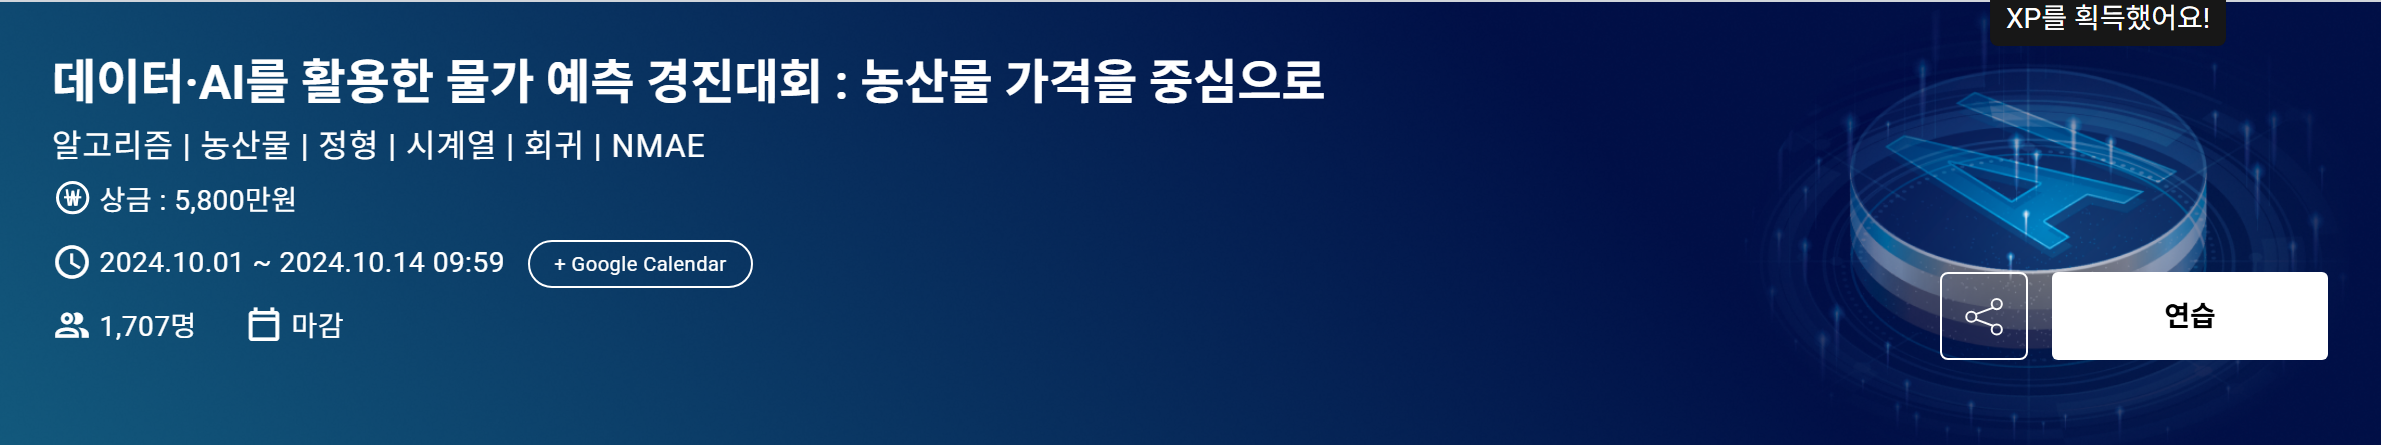 XP를 획득했어요!
데이터·AI를 활용한 물가 예측 경진대회 : 농산물 가격을 중심으로
알고리즘 | 농산물 | 정형 | 시계열 | 회귀 | NMAE
상금 : 5,800만원
2024.10.01 ~ 2024.10.14 09:59 + Google Calendar
1,707명 마감
연습
AI